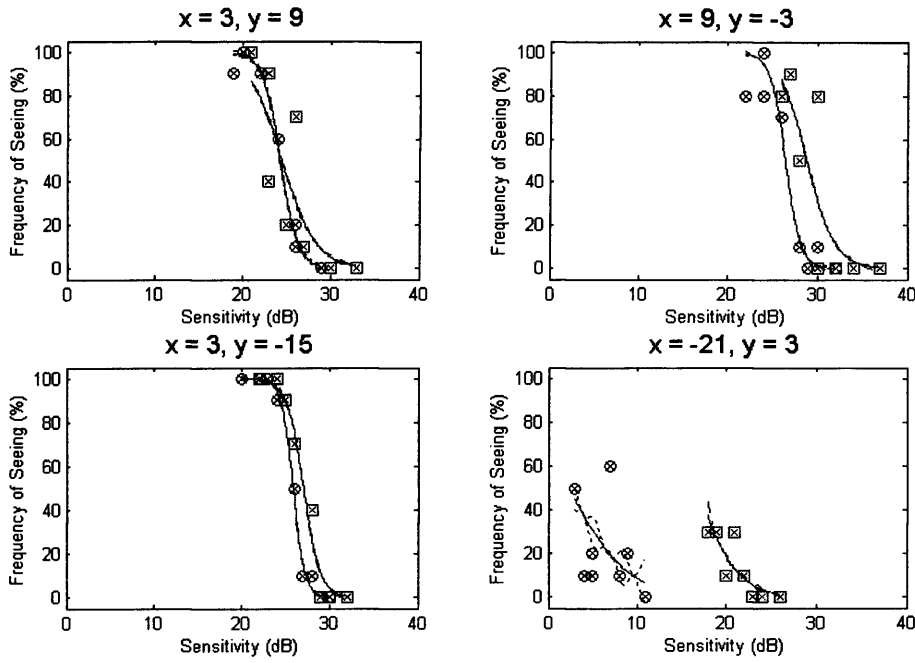 x = 3, y = 9
Frequency of Seeing (%)
100
80
60
40
20
0
0 10 20 30 40
Sensitivity (dB)
x = 9, y = -3
Frequency of Seeing (%)
100
80
60
40
20
0
0 10 20 30 40
Sensitivity (dB)
x = 3, y = -15
Frequency of Seeing (%)
100
80
60
40
20
0
0 10 20 30 40
Sensitivity (dB)
x = -21, y = 3
Frequency of Seeing (%)
100
80
60
40
20
0
0 10 20 30 40
Sensitivity (dB)